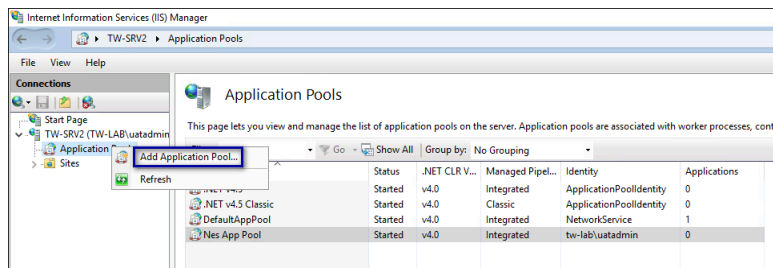 Internet Information Services (IIS) Manager
TW-SRV2 Application Pools
File View Help
Connections
Start Page
TW-SRV2 (TW-LAB\uatadmin
Application
Sites
Add Application Pool...
Refresh
Application Pools
This page lets you view and manage the list of application pools on the server. Application pools are associated with worker processes, cont
Go Show All Group by: No Grouping
Status .NET CLR V... Managed Pipel... Identity Applications
.NET v4.5 Started v4.0 Integrated ApplicationPoolIdentity 0
.NET v4.5 Classic Started v4.0 Classic ApplicationPoolIdentity 0
DefaultAppPool Started v4.0 Integrated NetworkService 1
Nes App Pool Started v4.0 Integrated tw-lab\uatadmin 0